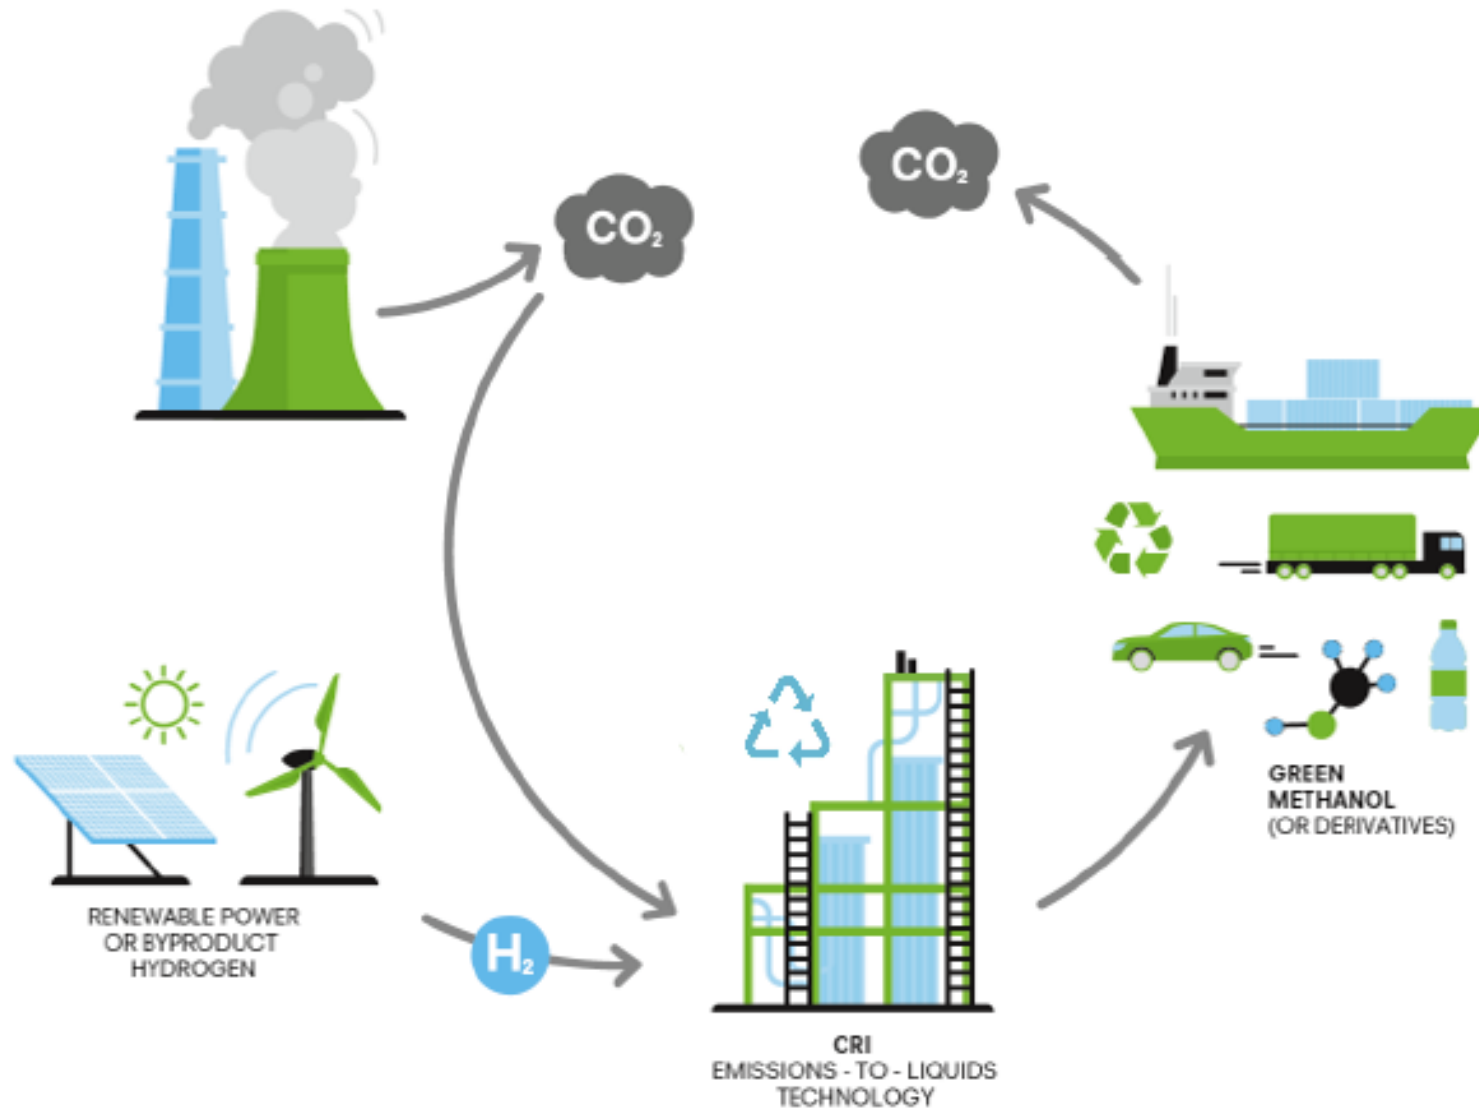 CO₂
CO₂
RENEWABLE POWER
OR BYPRODUCT
HYDROGEN
H₂
CRI
EMISSIONS - TO - LIQUIDS
TECHNOLOGY
GREEN
METHANOL
(OR DERIVATIVES)